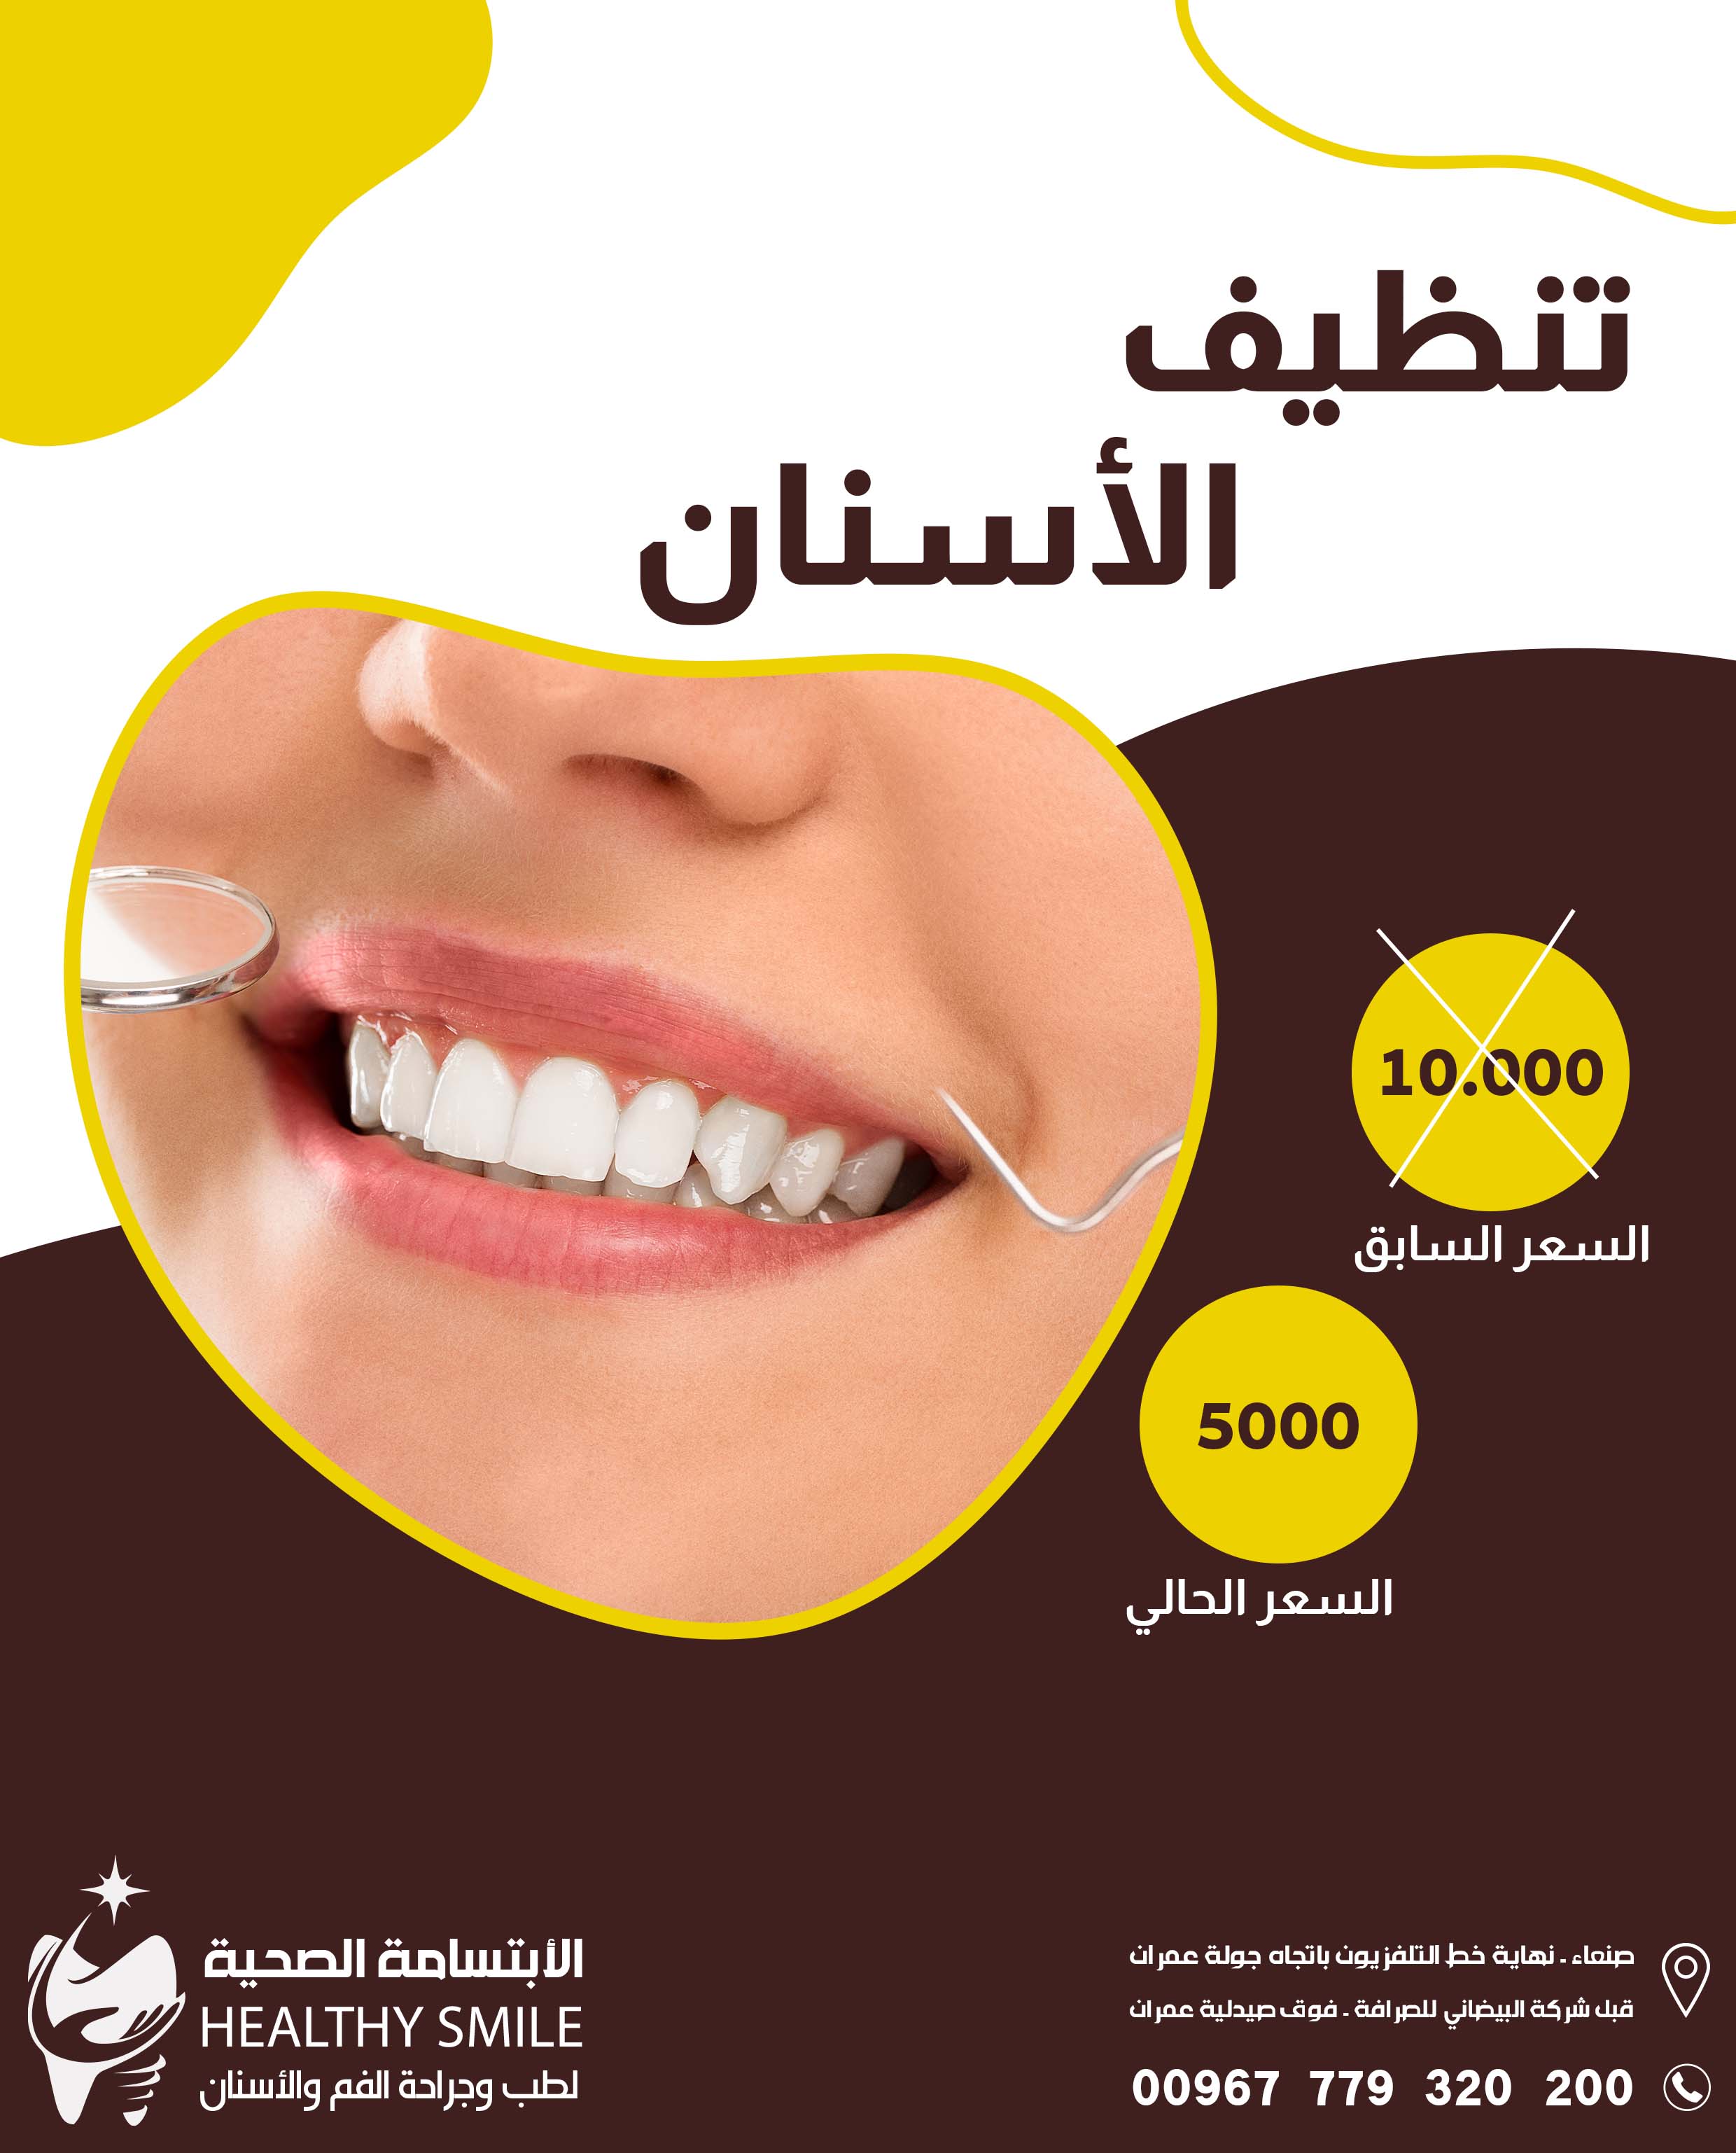 تنظيف
الأسنان
10.000
السعر السابق
5000
السعر الحالي
الأبتسامة الصحية
HEALTHY SMILE
لطب وجراحة الفم والأسنان
صنعاء - نهاية خط التلفزيون باتجاه جولة عمران
قبل شركة البيضاني للصرافة - فوق صيدلية عمران
00967 779 320 200